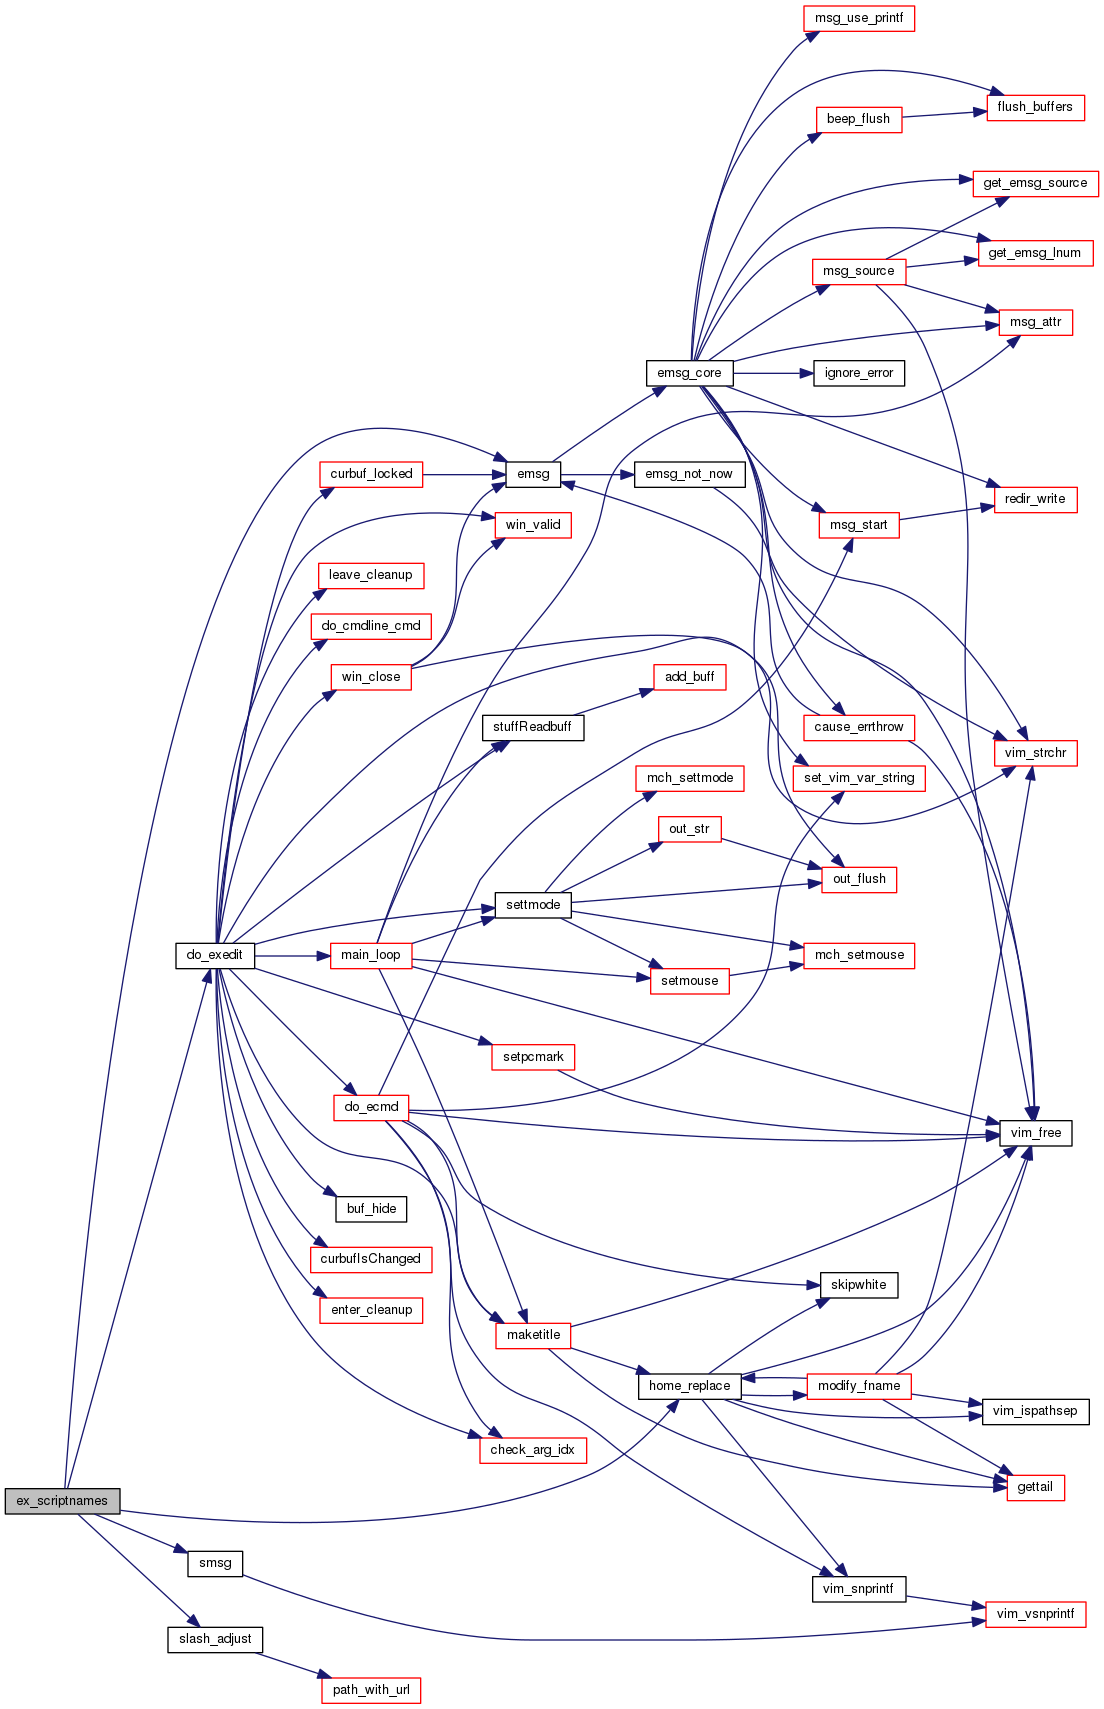 msg_use_printf
flush_buffers
beep_flush
get_emsg_source
get_emsg_lnum
msg_source
msg_attr
emsg_core
ignore_error
curbuf_locked
emsg
emsg_not_now
redir_write
win_valid
msg_start
leave_cleanup
do_cmdline_cmd
win_close
add_buff
stuffReadbuff
cause_errthrow
vim_strchr
mch_settmode
set_vim_var_string
out_str
out_flush
settmode
do_exedit
main_loop
mch_setmouse
setmouse
setpcmark
do_ecmd
vim_free
buf_hide
curbufIsChanged
skipwhite
enter_cleanup
maketitle
home_replace
modify_fname
vim_ispathsep
check_arg_idx
gettail
ex_scriptnames
smsg
vim_snprintf
vim_vsnprintf
slash_adjust
path_with_url